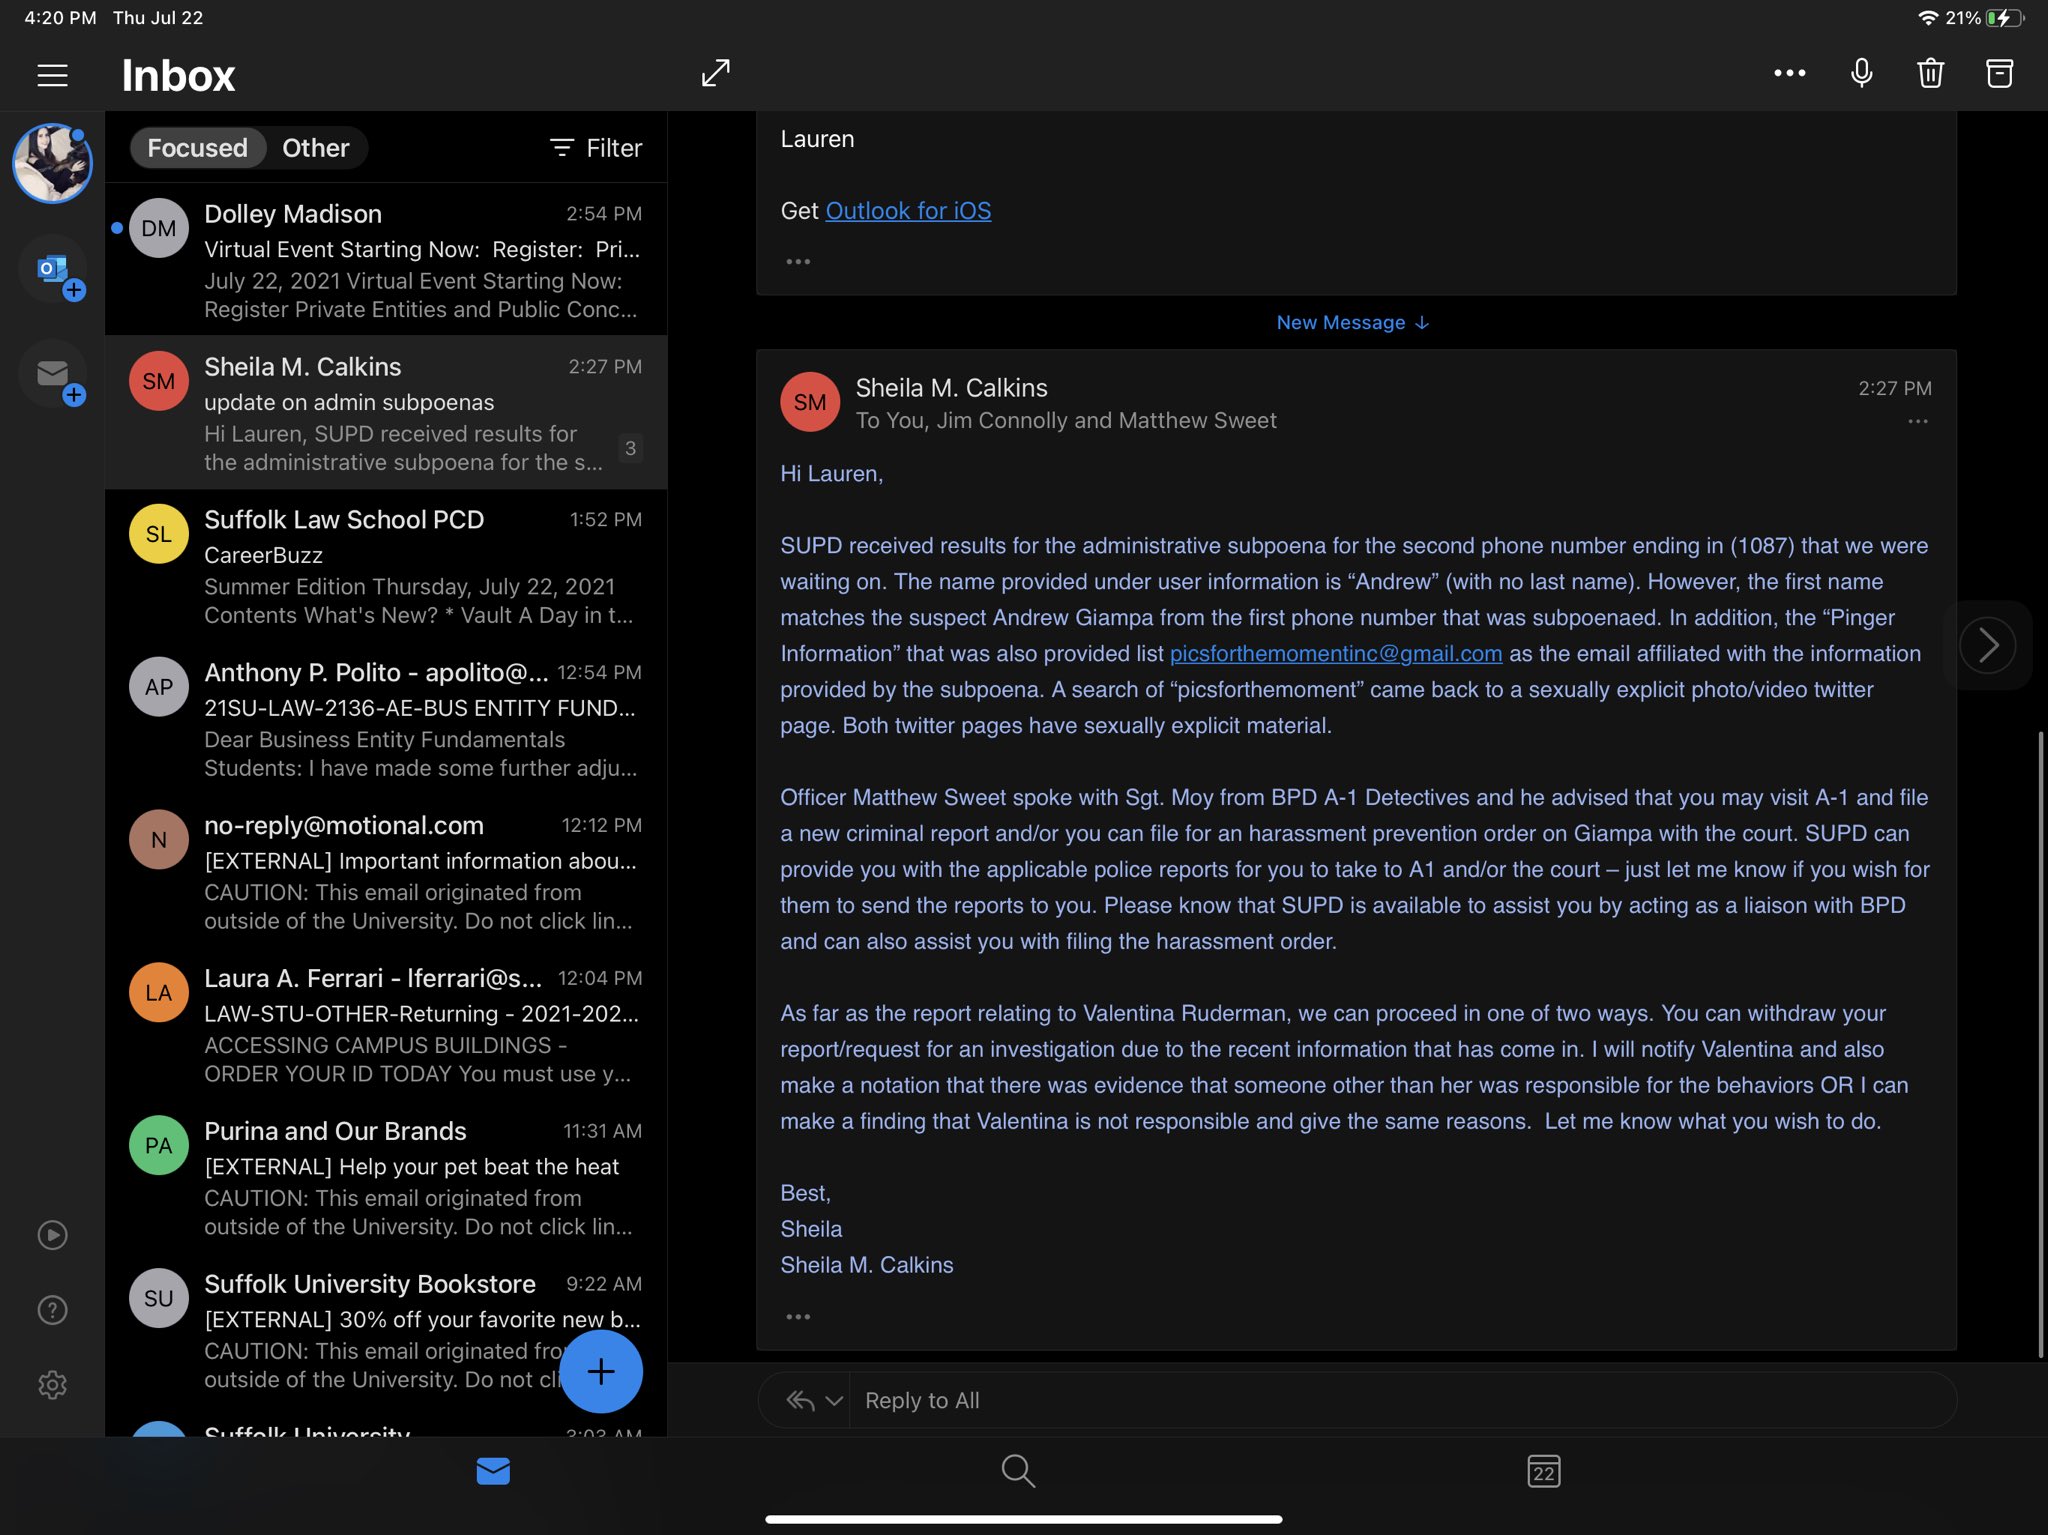 4:20 PM Thu Jul 22
21%
Inbox
Focused
Other
Filter
DM
Dolley Madison
2:54 PM
Virtual Event Starting Now: Register: Pri...
July 22, 2021 Virtual Event Starting Now:
Register Private Entities and Public Conc...
SM
Sheila M. Calkins
2:27 PM
update on admin subpoenas
Hi Lauren, SUPD received results for
the administrative subpoena for the s...
3
SL
Suffolk Law School PCD
1:52 PM
CareerBuzz
Summer Edition Thursday, July 22, 2021
Contents What's New? * Vault A Day in t...
AP
Anthony P. Polito - apolito@...
12:54 PM
21SU-LAW-2136-AE-BUS ENTITY FUND...
Dear Business Entity Fundamentals
Students: I have made some further adju...
N
no-reply@motional.com
12:12 PM
[EXTERNAL] Important information abou...
CAUTION: This email originated from
outside of the University. Do not click lin...
LA
Laura A. Ferrari - lferrari@s...
12:04 PM
LAW-STU-OTHER-Returning - 2021-202...
ACCESSING CAMPUS BUILDINGS -
ORDER YOUR ID TODAY You must use y...
PA
Purina and Our Brands
11:31 AM
[EXTERNAL] Help your pet beat the heat
CAUTION: This email originated from
outside of the University. Do not click lin...
SU
Suffolk University Bookstore
9:22 AM
[EXTERNAL] 30% off your favorite new b...
CAUTION: This email originated fro
outside of the University. Do not cli
Suffolk University
3:03 AM
Lauren
Get Outlook for iOS
...
New Message ↓
SM
Sheila M. Calkins
2:27 PM
To You, Jim Connolly and Matthew Sweet
...
Hi Lauren,
SUPD received results for the administrative subpoena for the second phone number ending in (1087) that we were
waiting on. The name provided under user information is “Andrew” (with no last name). However, the first name
matches the suspect Andrew Giampa from the first phone number that was subpoenaed. In addition, the “Pinger
Information” that was also provided list picsforthemomentinc@gmail.com as the email affiliated with the information
provided by the subpoena. A search of “picsforthemoment” came back to a sexually explicit photo/video twitter
page. Both twitter pages have sexually explicit material.
Officer Matthew Sweet spoke with Sgt. Moy from BPD A-1 Detectives and he advised that you may visit A-1 and file
a new criminal report and/or you can file for an harassment prevention order on Giampa with the court. SUPD can
provide you with the applicable police reports for you to take to A1 and/or the court – just let me know if you wish for
them to send the reports to you. Please know that SUPD is available to assist you by acting as a liaison with BPD
and can also assist you with filing the harassment order.
As far as the report relating to Valentina Ruderman, we can proceed in one of two ways. You can withdraw your
report/request for an investigation due to the recent information that has come in. I will notify Valentina and also
make a notation that there was evidence that someone other than her was responsible for the behaviors OR I can
make a finding that Valentina is not responsible and give the same reasons. Let me know what you wish to do.
Best,
Sheila
Sheila M. Calkins
...
Reply to All
22